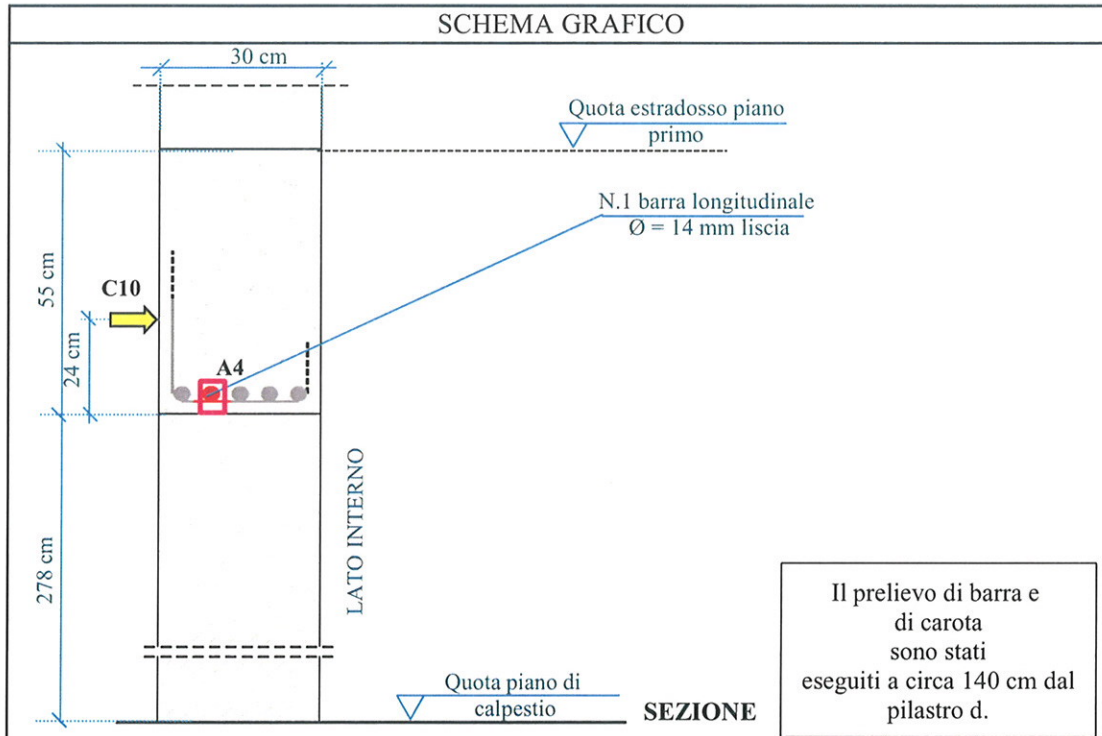 SCHEMA GRAFICO
30 cm
Quota estradosso piano
primo
N.1 barra longitudinale
Ø = 14 mm liscia
55 cm
C10
24 cm
A4
LATO INTERNO
278 cm
Il prelievo di barra e
di carota
sono stati
eseguiti a circa 140 cm dal
pilastro d.
Quota piano di
calpestio
SEZIONE